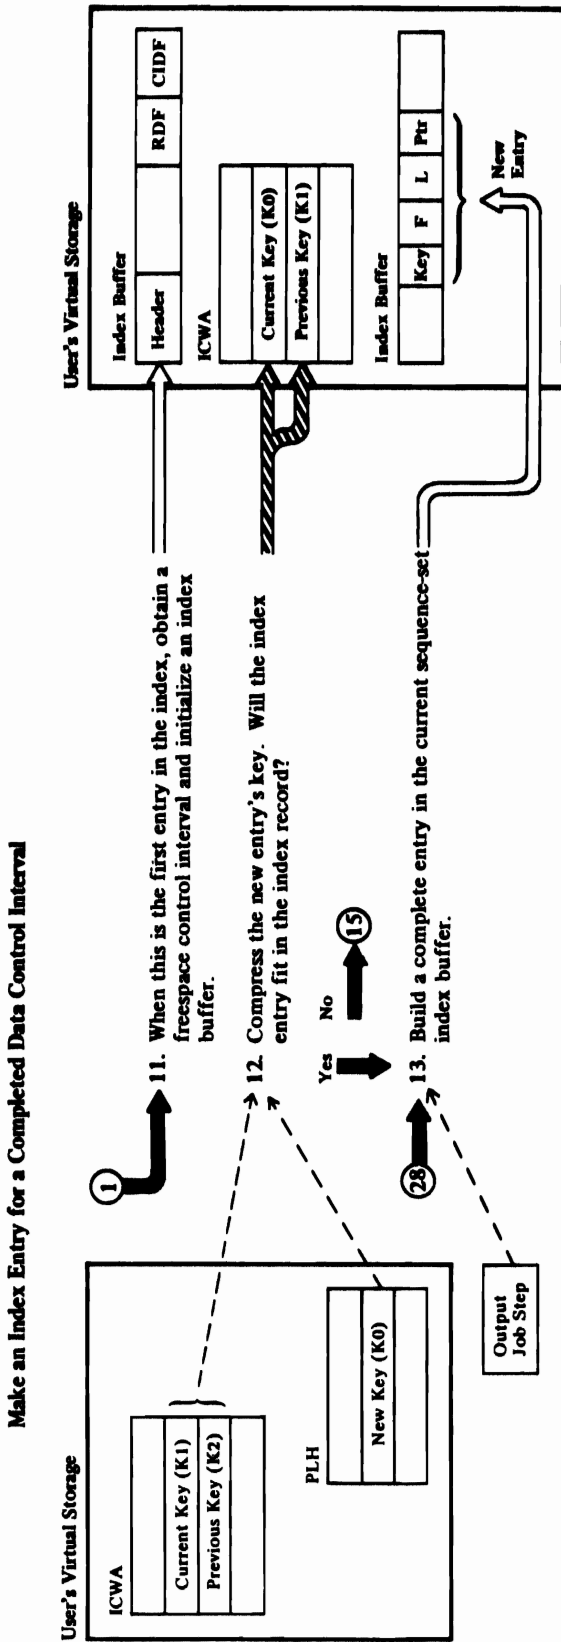 Make an Index Entry for a Completed Data Control Interval
User's Virtual Storage
ICWA
Current Key (K1)
Previous Key (K2)
PLH
New Key (K0)
Output
Job Step
1
11. When this is the first entry in the index, obtain a
freespace control interval and initialize an index
buffer.
12. Compress the new entry's key. Will the index
entry fit in the index record?
Yes
No
15
28
13. Build a complete entry in the current sequence-set
index buffer.
User's Virtual Storage
Index Buffer
Header
RDF
CIDF
ICWA
Current Key (K0)
Previous Key (K1)
Index Buffer
Key
F
L
Ptr
New
Entry